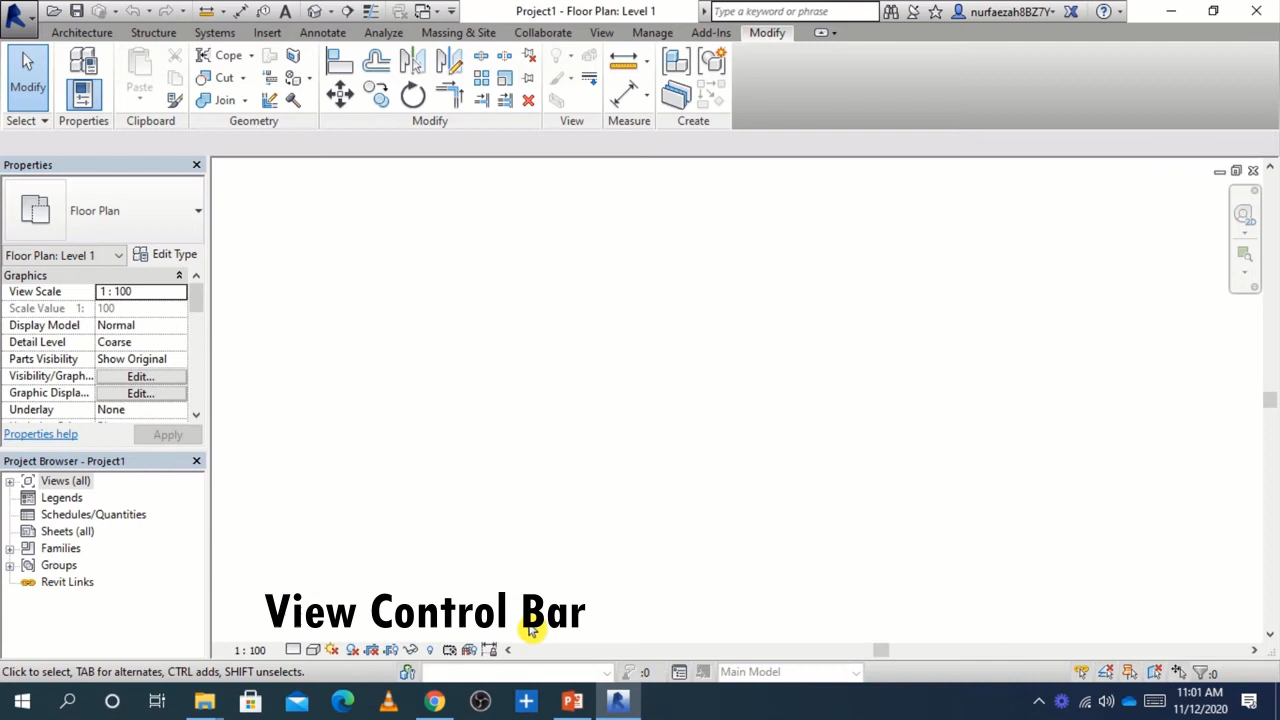 Project1 - Floor Plan: Level 1
Type a keyword or phrase
nurfaezah8BZ7Y
Architecture Structure Systems Insert Annotate Analyze Massing & Site Collaborate View Manage Add-Ins Modify
Modify
Paste
Cope
Cut
Join
Select Properties Clipboard Geometry Modify View Measure Create
Properties
Floor Plan
Floor Plan: Level 1
Edit Type
Graphics
View Scale 1 : 100
Scale Value 1: 100
Display Model Normal
Detail Level Coarse
Parts Visibility Show Original
Visibility/Graph... Edit...
Graphic Displa... Edit...
Underlay None
Properties help
Apply
Project Browser - Project1
Views (all)
Legends
Schedules/Quantities
Sheets (all)
Families
Groups
Revit Links
2D
View Control Bar
1 : 100
Click to select, TAB for alternates, CTRL adds, SHIFT unselects.
:0
Main Model
:0
11:01 AM
11/12/2020